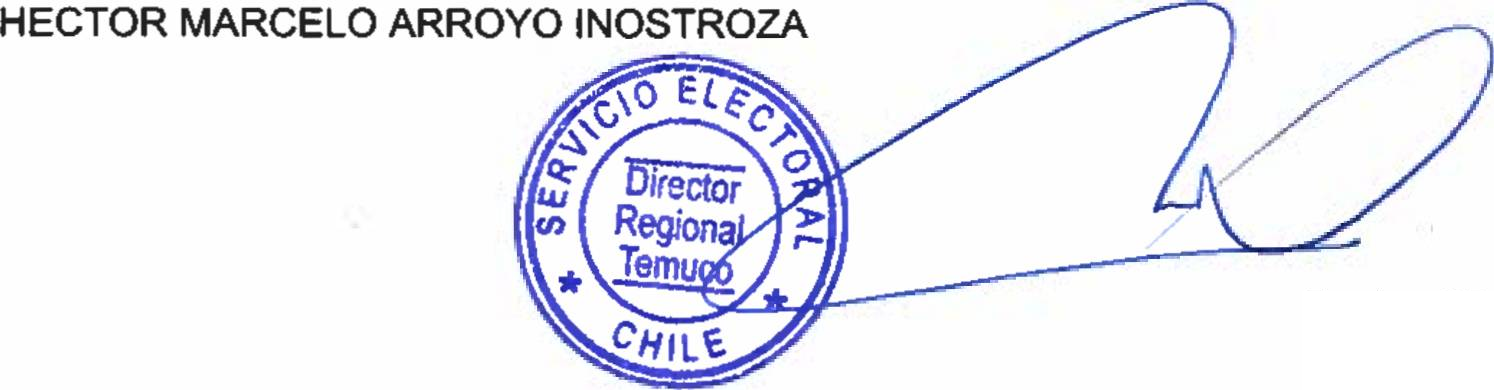 HECTOR MARCELO ARROYO INOSTROZA
SERVICIO ELECTORAL
Director
Regional
Temuco
* CHILE *